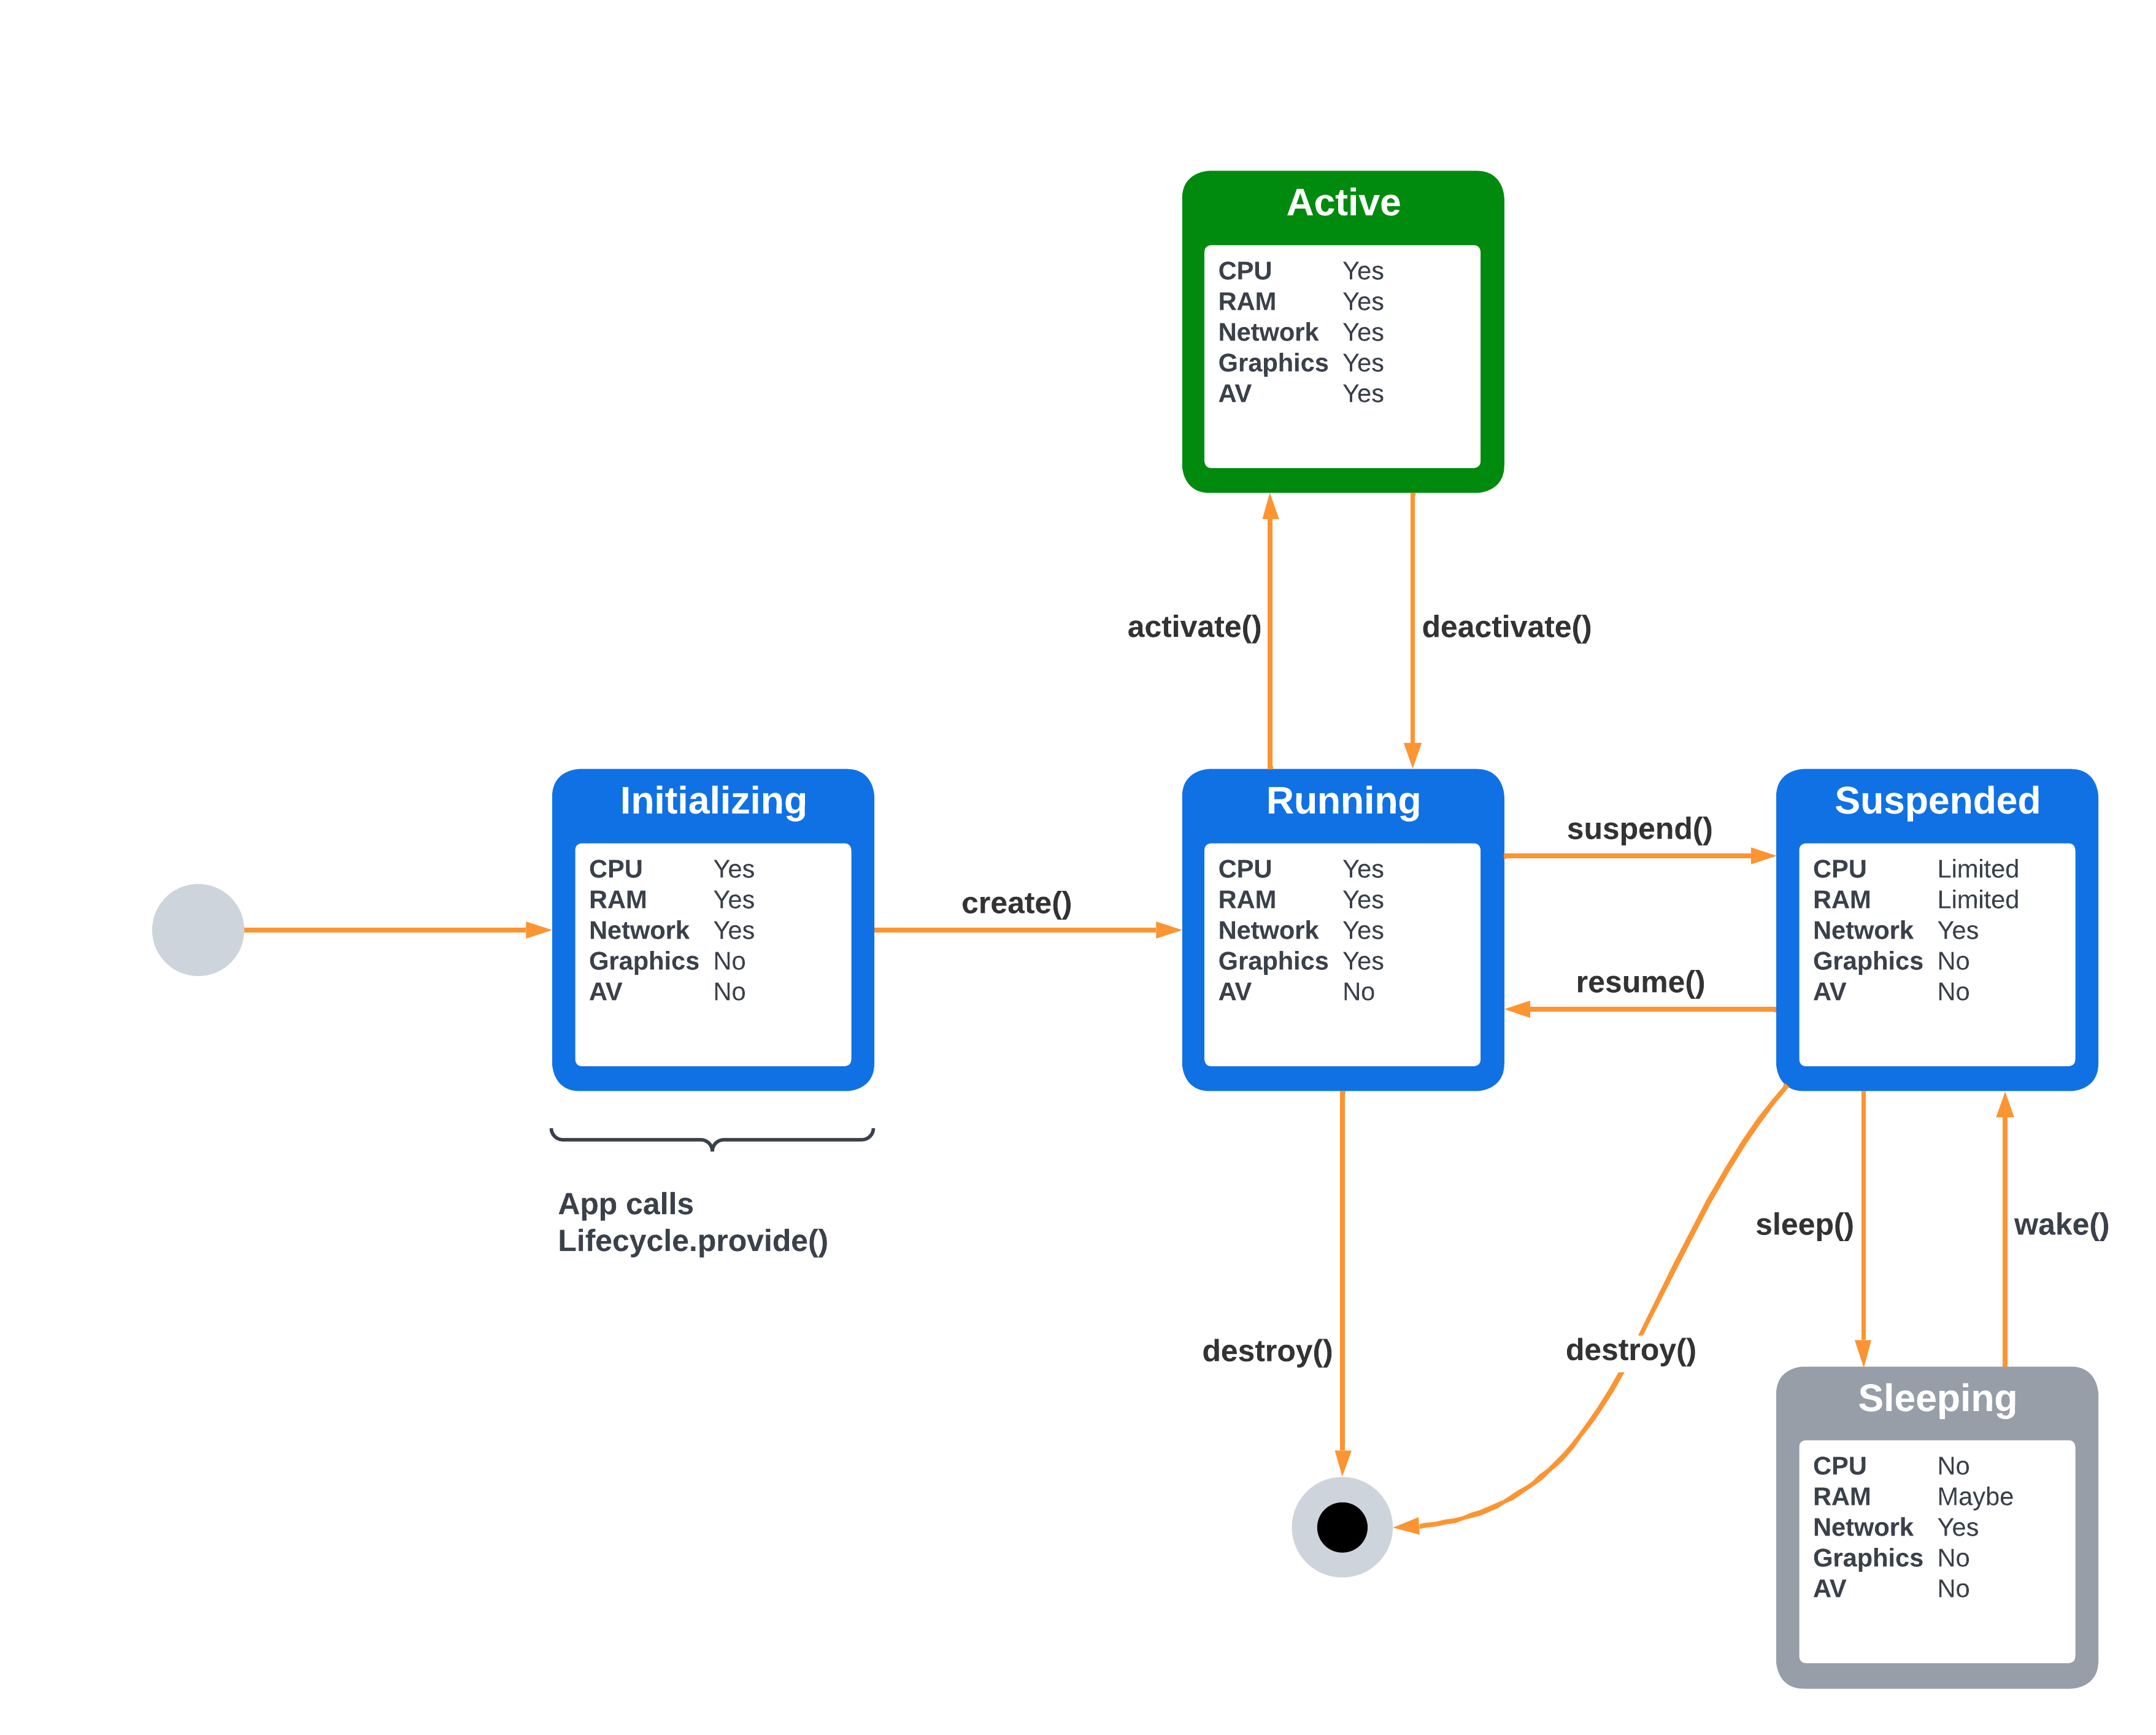 Active
CPU Yes
RAM Yes
Network Yes
Graphics Yes
AV Yes
activate()
deactivate()
Initializing
CPU Yes
RAM Yes
Network Yes
Graphics No
AV No
App calls
Lifecycle.provide()
create()
Running
CPU Yes
RAM Yes
Network Yes
Graphics Yes
AV No
suspend()
resume()
Suspended
CPU Limited
RAM Limited
Network Yes
Graphics No
AV No
destroy()
destroy()
sleep()
wake()
Sleeping
CPU No
RAM Maybe
Network Yes
Graphics No
AV No